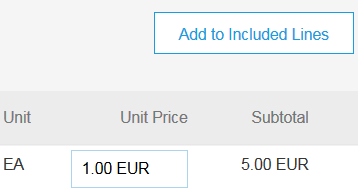 Add to Included Lines
Unit Unit Price Subtotal
EA 1.00 EUR 5.00 EUR